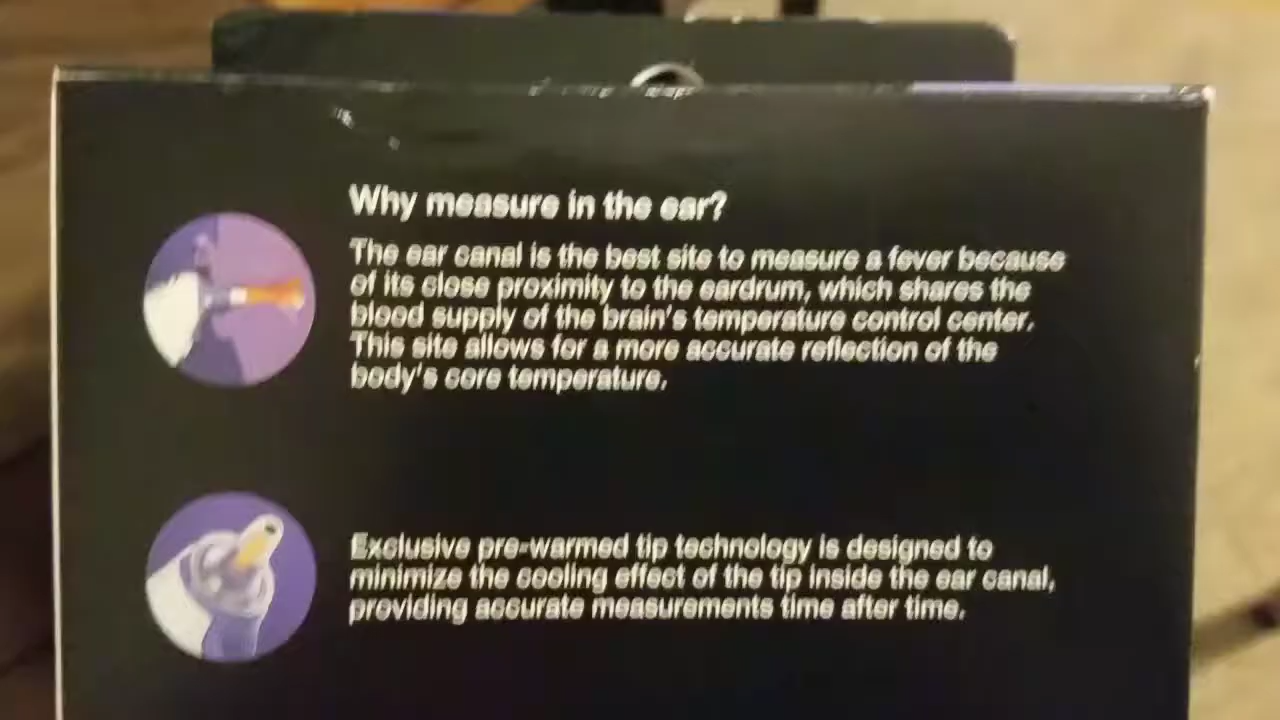 Why measure in the ear?
The ear canal is the best site to measure a fever because
of its close proximity to the eardrum, which shares the
blood supply of the brain's temperature control center.
This site allows for a more accurate reflection of the
body's core temperature.
Exclusive pre-warmed tip technology is designed to
minimize the cooling effect of the tip inside the ear canal,
providing accurate measurements time after time.